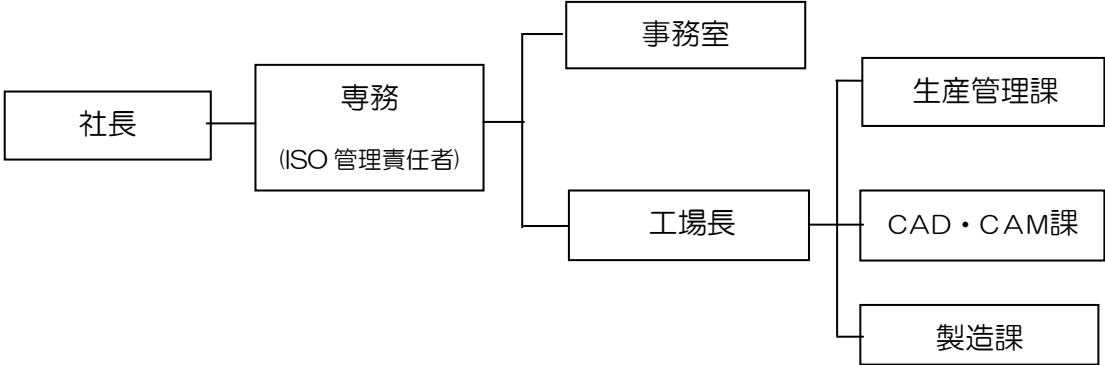 社長
専務
(ISO 管理責任者)
事務室
工場長
生産管理課
CAD・CAM課
製造課